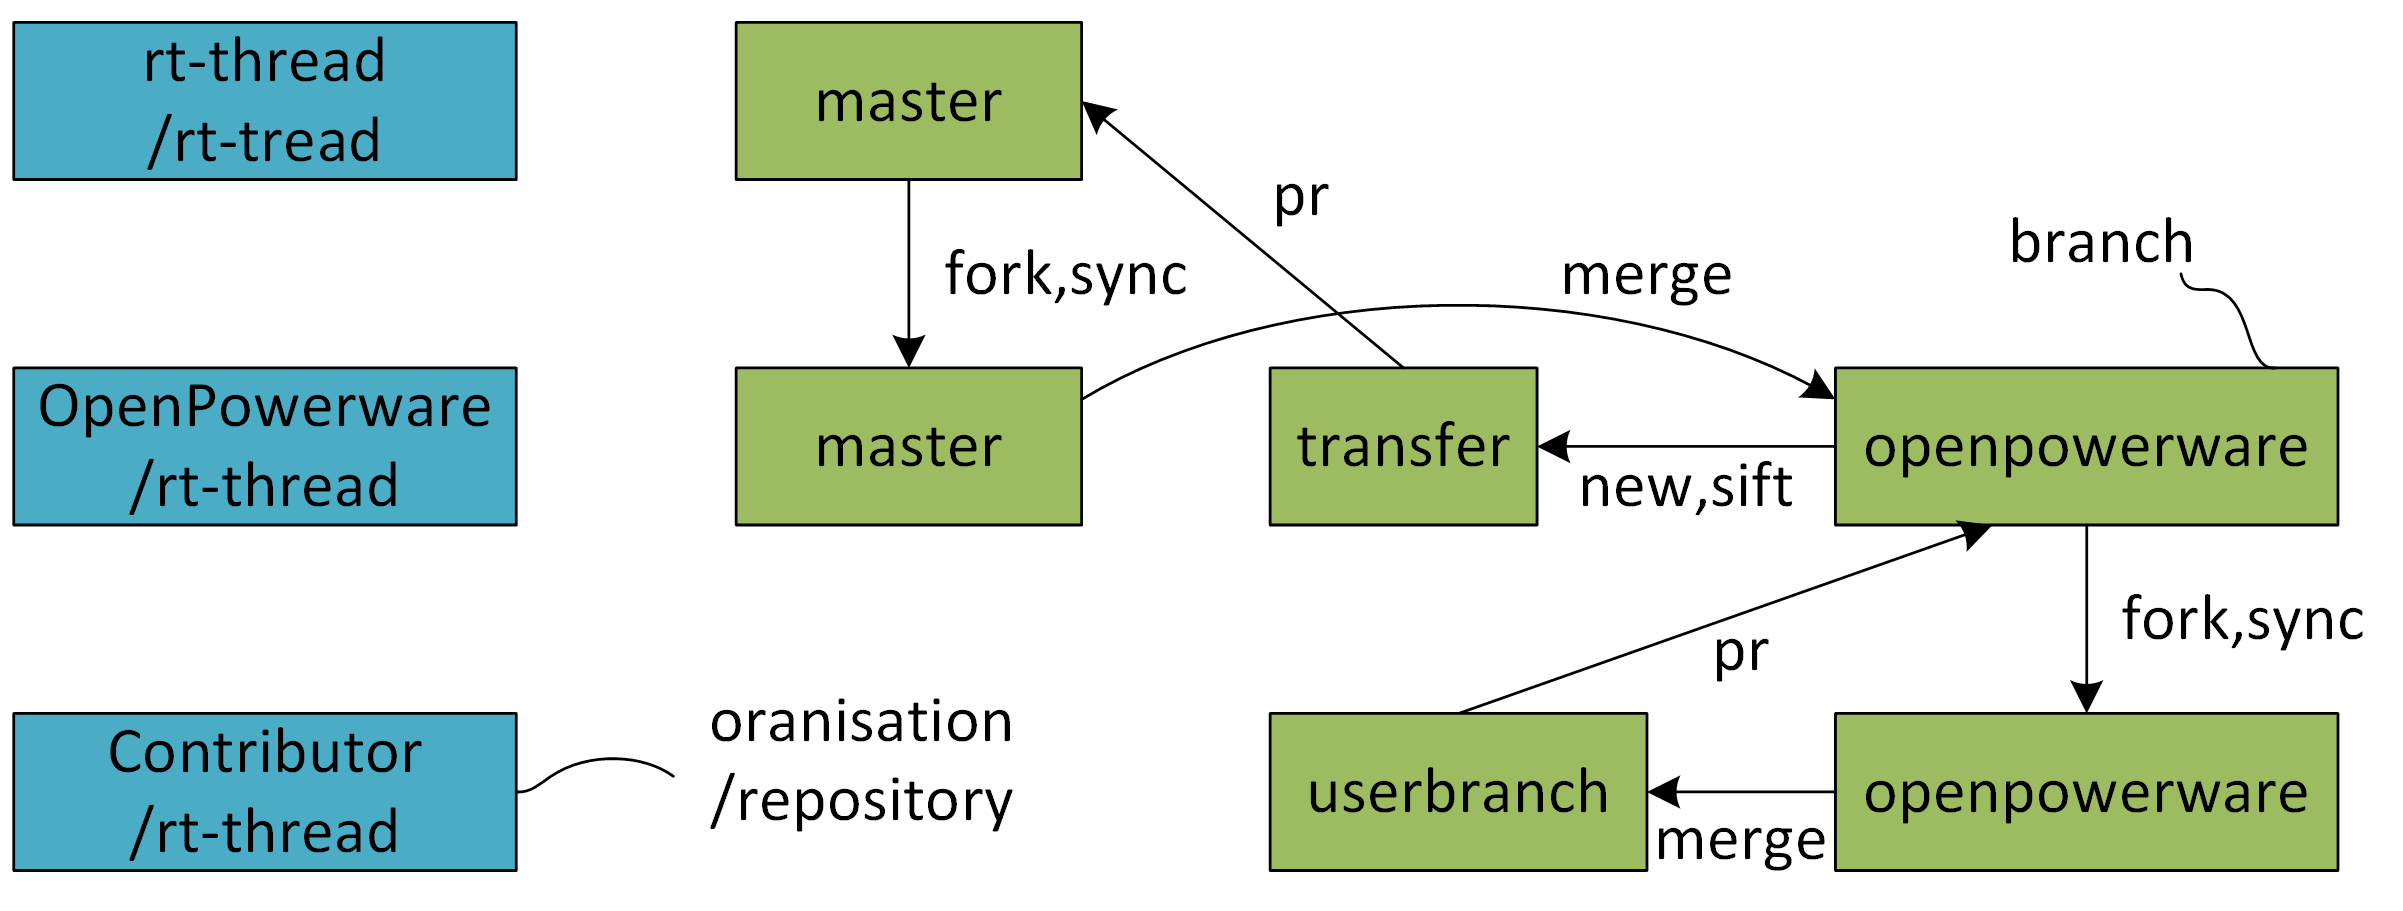 rt-thread
/rt-tread
master
pr
fork,sync
merge
branch
OpenPowerware
/rt-thread
master
transfer
new,sift
openpowerware
fork,sync
pr
Contributor
/rt-thread
oranisation
/repository
userbranch
merge
openpowerware